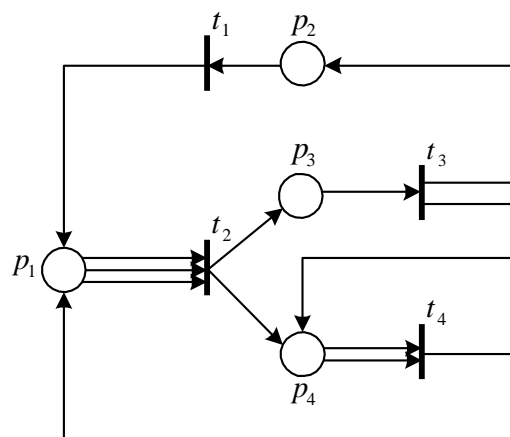 t₁
p₂
p₃
t₃
t₂
p₁
t₄
p₄